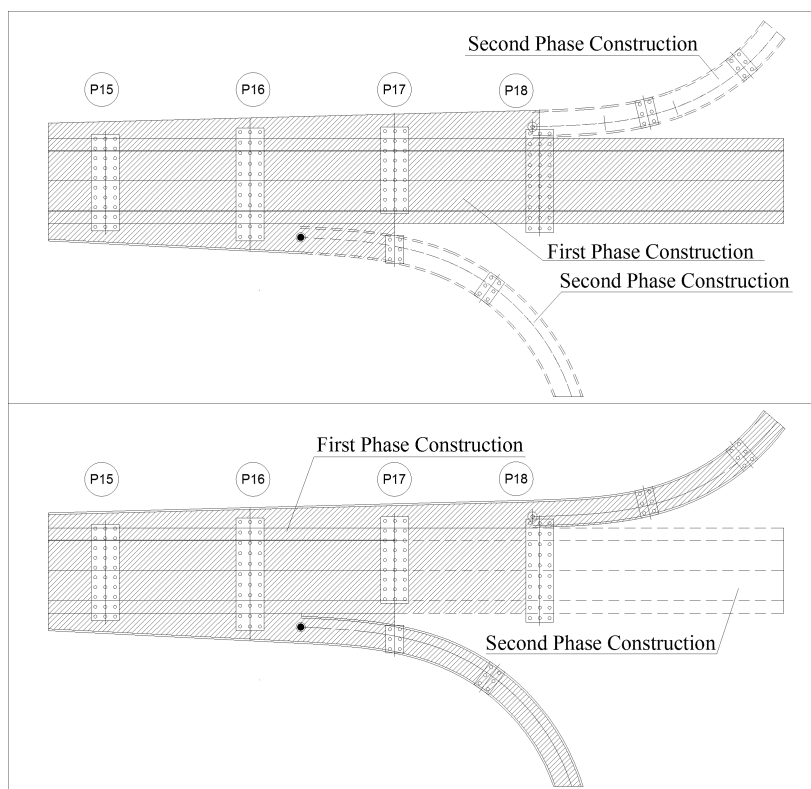 Second Phase Construction
P15
P16
P17
P18
First Phase Construction
Second Phase Construction
First Phase Construction
P15
P16
P17
P18
Second Phase Construction